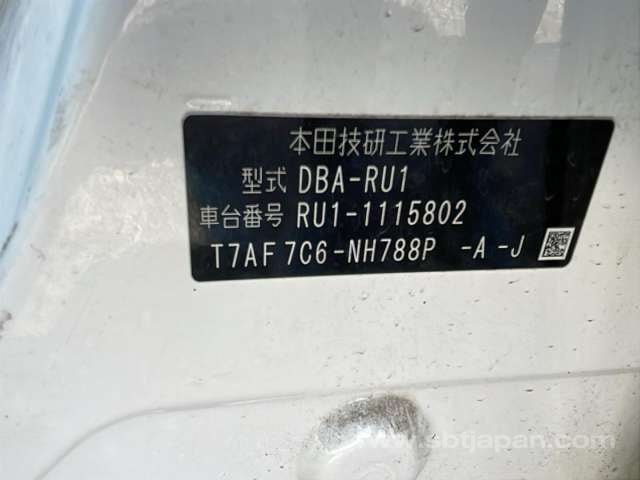 本田技研工業株式会社
型式 DBA-RU1
車台番号 RU1-1115802
T7AF 7C6-NH788P -A -J
www.sbtjapan.com